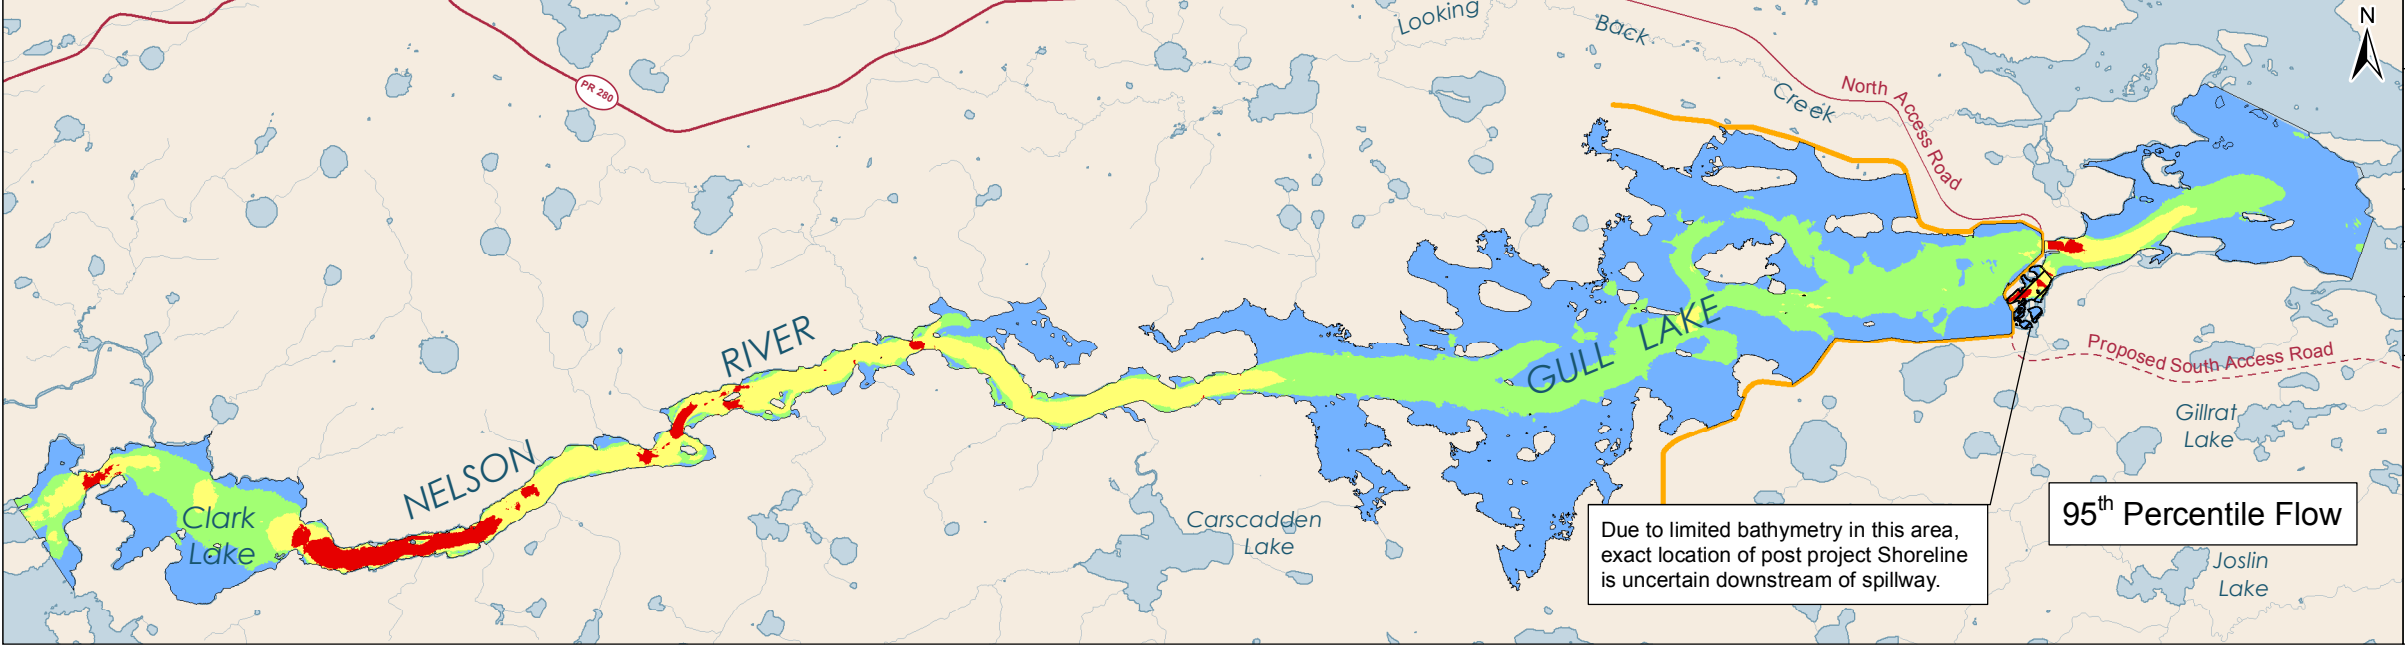 Looking
Back
Creek
N
PR 280
North Access Road
RIVER
GULL LAKE
Proposed South Access Road
Gillrat
Lake
NELSON
Clark
Lake
Carscadden
Lake
Due to limited bathymetry in this area,
exact location of post project Shoreline
is uncertain downstream of spillway.
95th Percentile Flow
Joslin
Lake